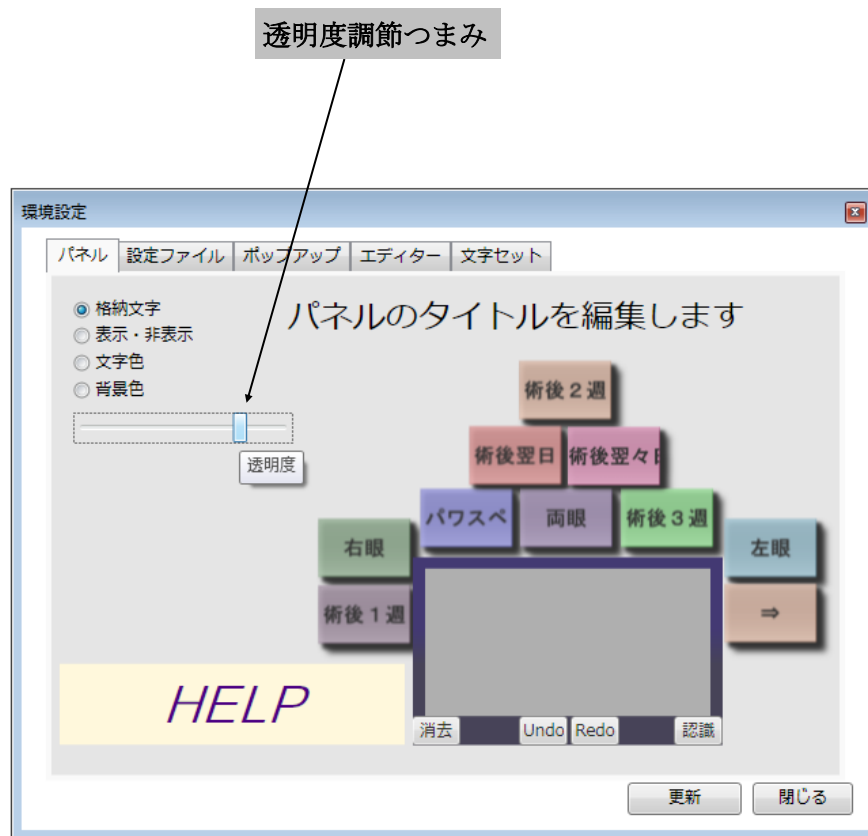 透明度調節つまみ
環境設定
パネル 設定ファイル ポップアップ エディター 文字セット
格納文字
表示・非表示
文字色
背景色
パネルのタイトルを編集します
透明度
術後２週
術後翌日 術後翌々日
パワスペ 両眼 術後３週
右眼 左眼
術後１週 ⇒
HELP
消去 Undo Redo 認識
更新 閉じる